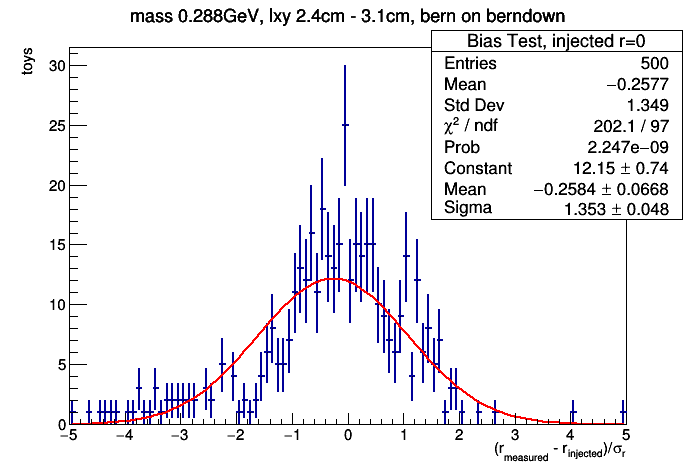 mass 0.288GeV, lxy 2.4cm - 3.1cm, bern on berndown
Bias Test, injected r=0
Entries 500
Mean −0.2577
Std Dev 1.349
χ² / ndf 202.1 / 97
Prob 2.247e−09
Constant 12.15 ± 0.74
Mean −0.2584 ± 0.0668
Sigma 1.353 ± 0.048
toys
30
25
20
15
10
5
0
−5 −4 −3 −2 −1 0 1 2 3 4 5
(r_measured - r_injected)/σ_r